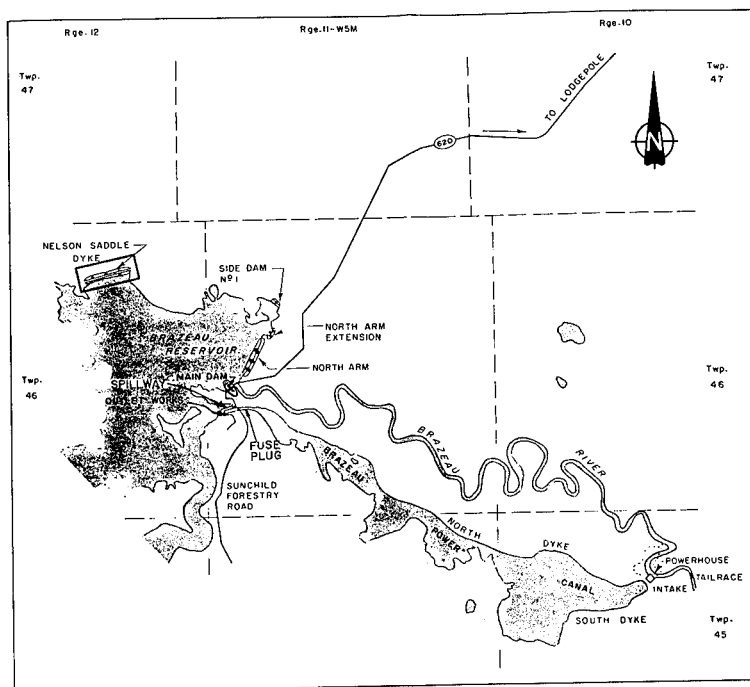 Rge. 12
Rge. 11-W5M
Rge. 10
Twp.
47
Twp.
47
TO LODGEPOLE
620
N
NELSON SADDLE
DYKE
SIDE DAM
Nº 1
BRAZEAU
RESERVOIR
NORTH ARM
EXTENSION
NORTH ARM
MAIN DAM
SPILLWAY
OUTLET WORKS
Twp.
46
Twp.
46
FUSE
PLUG
SUNCHILD
FORESTRY
ROAD
BRAZEAU
RIVER
BRAZEAU
POWER
CANAL
NORTH
DYKE
POWERHOUSE
TAILRACE
INTAKE
SOUTH DYKE
Twp.
45